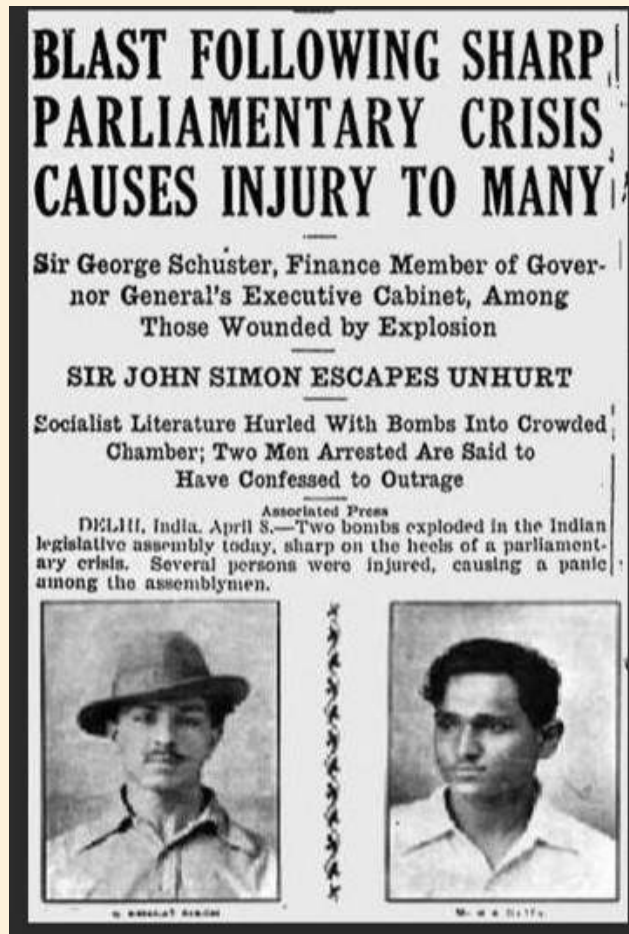 BLAST FOLLOWING SHARP
PARLIAMENTARY CRISIS
CAUSES INJURY TO MANY
Sir George Schuster, Finance Member of Gover-
nor General's Executive Cabinet, Among
Those Wounded by Explosion
SIR JOHN SIMON ESCAPES UNHURT
Socialist Literature Hurled With Bombs Into Crowded
Chamber; Two Men Arrested Are Said to
Have Confessed to Outrage
Associated Press
DELHI, India, April 8.—Two bombs exploded in the Indian
legislative assembly today, sharp on the heels of a parliament-
ary crisis. Several persons were injured, causing a panic
among the assemblymen.